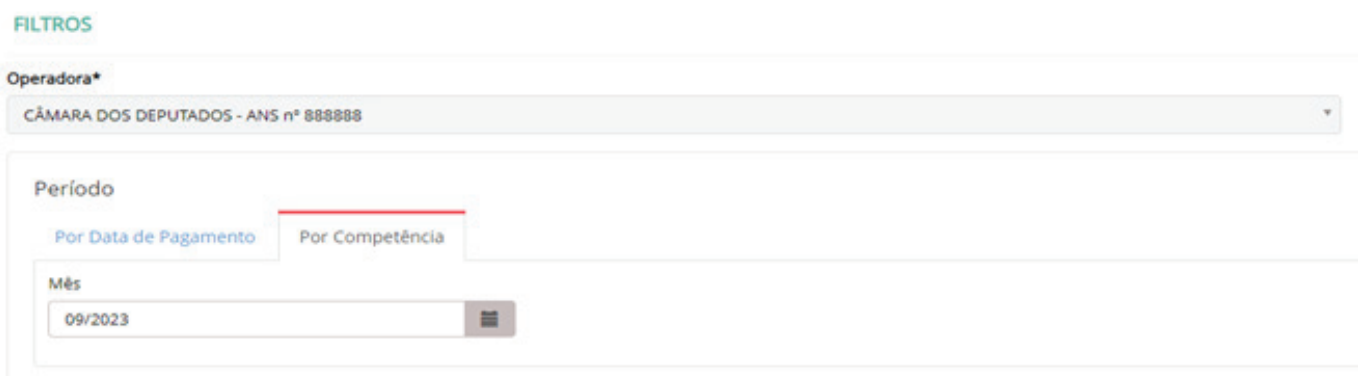 FILTROS
Operadora*
CÂMARA DOS DEPUTADOS - ANS nº 888888
Período
Por Data de Pagamento Por Competência
Mês
09/2023